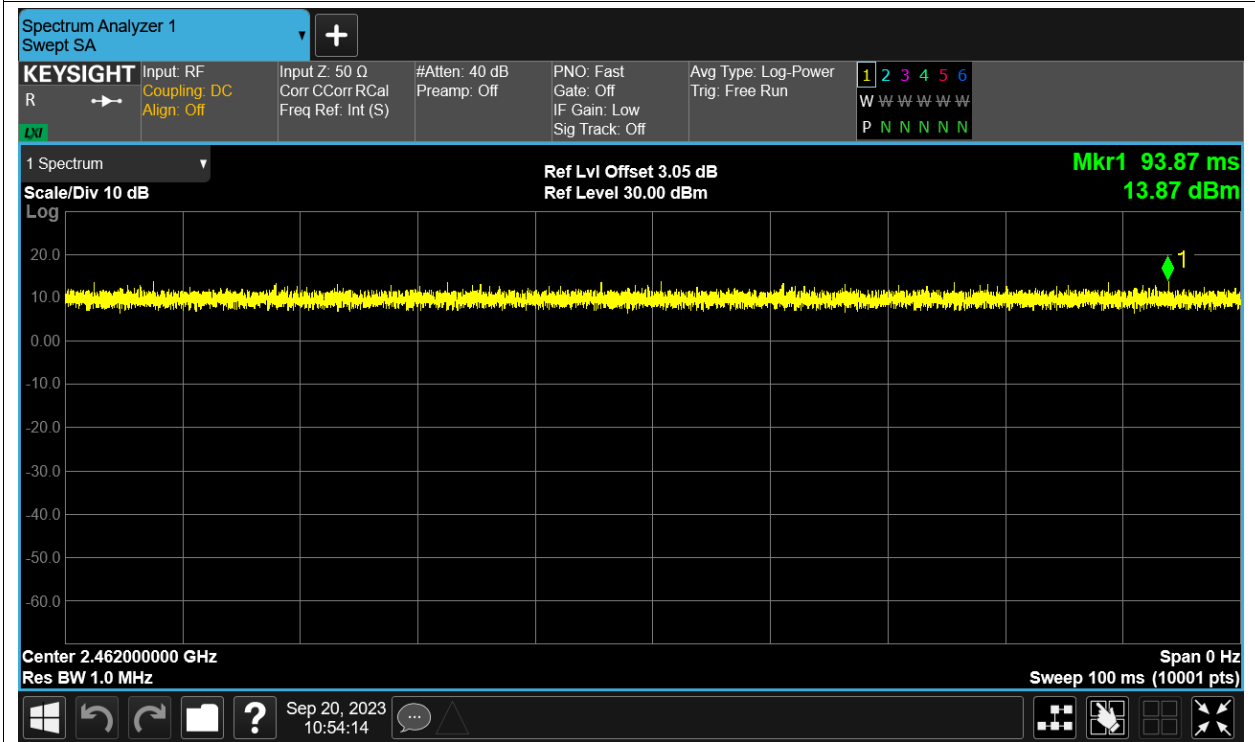 Spectrum Analyzer 1
Swept SA
+
KEYSIGHT
R
LXI
Input: RF
Coupling: DC
Align: Off
Input Z: 50 Ω
Corr CCorr RCal
Freq Ref: Int (S)
#Atten: 40 dB
Preamp: Off
PNO: Fast
Gate: Off
IF Gain: Low
Sig Track: Off
Avg Type: Log-Power
Trig: Free Run
1 2 3 4 5 6
W W W W W W
P N N N N N
1 Spectrum
Scale/Div 10 dB
Ref Lvl Offset 3.05 dB
Ref Level 30.00 dBm
Mkr1 93.87 ms
13.87 dBm
Log
20.0
10.0
0.00
-10.0
-20.0
-30.0
-40.0
-50.0
-60.0
1
Center 2.462000000 GHz
Res BW 1.0 MHz
Span 0 Hz
Sweep 100 ms (10001 pts)
?
Sep 20, 2023
10:54:14